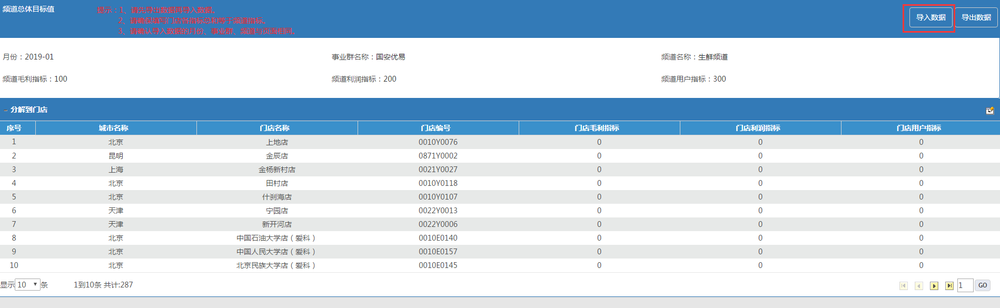 频道总体目标值
提示：1、请先导出数据再导入数据。
2、请确保填写门店各指标总和等于频道指标。
3、请确认导入数据的月份、事业群、频道与页面相同。
导入数据 导出数据
月份：2019-01 事业群名称：国安优易 频道名称：生鲜频道
频道毛利指标：100 频道利润指标：200 频道用户指标：300
分解到门店
序号 城市名称 门店名称 门店编号 门店毛利指标 门店利润指标 门店用户指标
1 北京 上地店 0010Y0076 0 0 0
2 昆明 金辰店 0871Y0002 0 0 0
3 上海 金杨新村店 0021Y0027 0 0 0
4 北京 田村店 0010Y0118 0 0 0
5 北京 什刹海店 0010Y0107 0 0 0
6 天津 宁园店 0022Y0013 0 0 0
7 天津 新开河店 0022Y0006 0 0 0
8 北京 中国石油大学店（爱科） 0010E0140 0 0 0
9 北京 中国人民大学店（爱科） 0010E0157 0 0 0
10 北京 北京民族大学店（爱科） 0010E0145 0 0 0
显示 10 条 1到10条 共计:287 1 GO